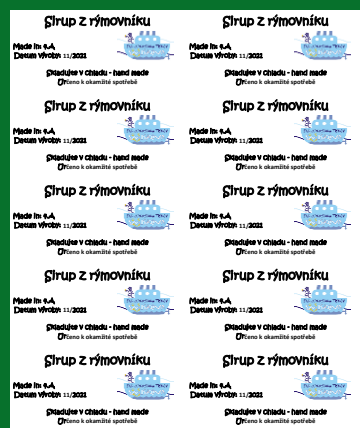 Sirup z rýmovníku Sirup z rýmovníku
Made in: 4.A Made in: 4.A
Datum výroby: 11/2021 Datum výroby: 11/2021
Skladujte v chladu - hand made Skladujte v chladu - hand made
Určeno k okamžité spotřebě Určeno k okamžité spotřebě
Sirup z rýmovníku Sirup z rýmovníku
Made in: 4.A Made in: 4.A
Datum výroby: 11/2021 Datum výroby: 11/2021
Skladujte v chladu - hand made Skladujte v chladu - hand made
Určeno k okamžité spotřebě Určeno k okamžité spotřebě
Sirup z rýmovníku Sirup z rýmovníku
Made in: 4.A Made in: 4.A
Datum výroby: 11/2021 Datum výroby: 11/2021
Skladujte v chladu - hand made Skladujte v chladu - hand made
Určeno k okamžité spotřebě Určeno k okamžité spotřebě
Sirup z rýmovníku Sirup z rýmovníku
Made in: 4.A Made in: 4.A
Datum výroby: 11/2021 Datum výroby: 11/2021
Skladujte v chladu - hand made Skladujte v chladu - hand made
Určeno k okamžité spotřebě Určeno k okamžité spotřebě
Sirup z rýmovníku Sirup z rýmovníku
Made in: 4.A Made in: 4.A
Datum výroby: 11/2021 Datum výroby: 11/2021
Skladujte v chladu - hand made Skladujte v chladu - hand made
Určeno k okamžité spotřebě Určeno k okamžité spotřebě